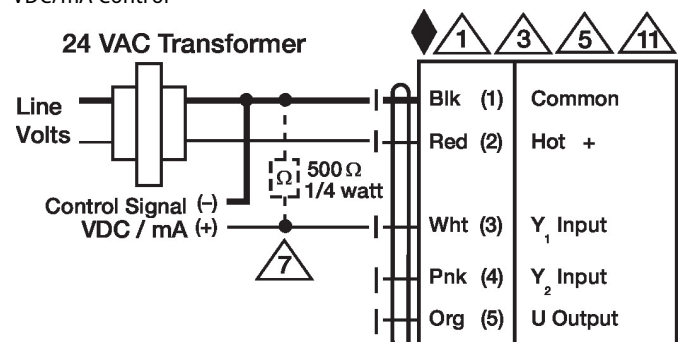 VDC/mA Control
1 3 5 11
24 VAC Transformer
Line
Volts
Blk (1) Common
Red (2) Hot +
Ω 500 Ω
1/4 watt
Control Signal (–)
VDC / mA (+)
Wht (3) Y1 Input
7
Pnk (4) Y2 Input
Org (5) U Output